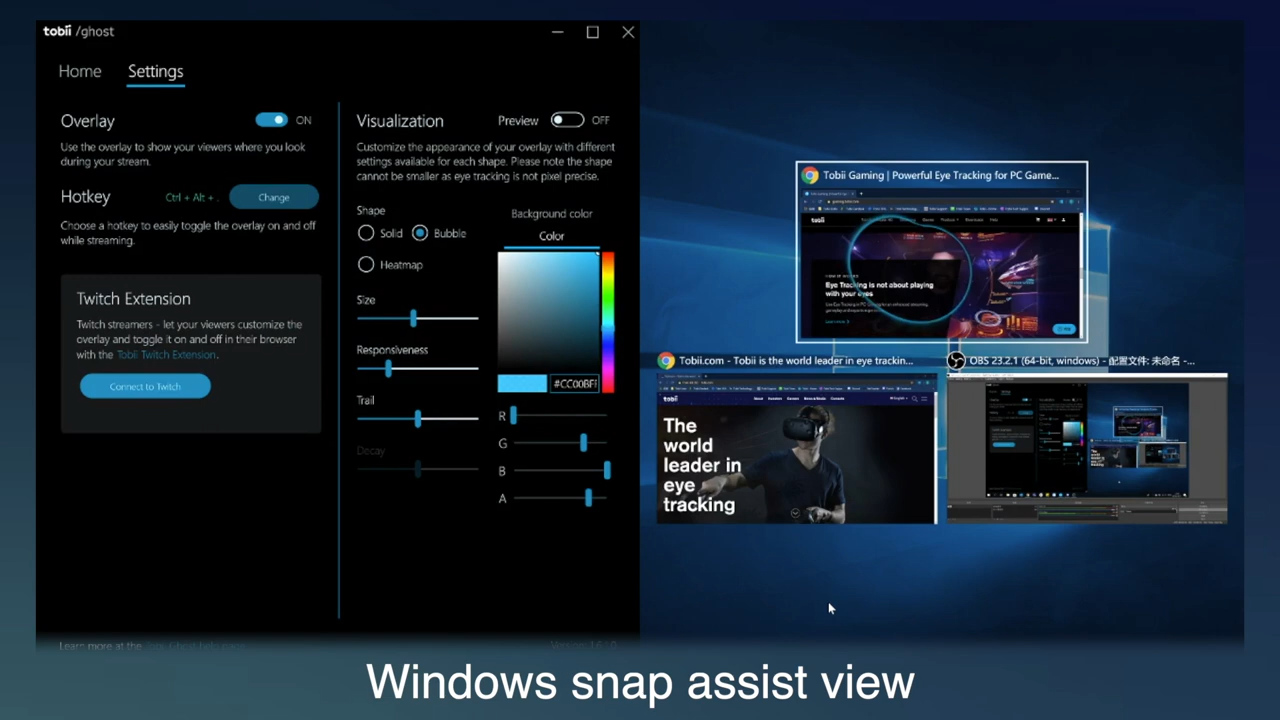 tobii /ghost
Home
Settings
Overlay
ON
Use the overlay to show your viewers where you look
during your stream.
Hotkey
Ctrl + Alt + .
Change
Choose a hotkey to easily toggle the overlay on and off
while streaming.
Twitch Extension
Twitch streamers - let your viewers customize the
overlay and toggle it on and off in their browser
with the Tobii Twitch Extension.
Connect to Twitch
Learn more at the
Visualization
Preview
OFF
Customize the appearance of your overlay with different
settings available for each shape. Please note the shape
cannot be smaller as eye tracking is not pixel precise.
Shape
Solid
Bubble
Heatmap
Size
Responsiveness
Trail
Decay
Background color
Color
#CC00BF
R
G
B
A
Tobii Gaming | Powerful Eye Tracking for PC Game...
tobii
Eye Tracking is not about playing
with your eyes
Tobii.com - Tobii is the world leader in eye trackin...
tobii
The
world
leader in
eye
tracking
OBS 23.2.1 (64-bit, windows) - 配置文件: 未命名 -...
Windows snap assist view